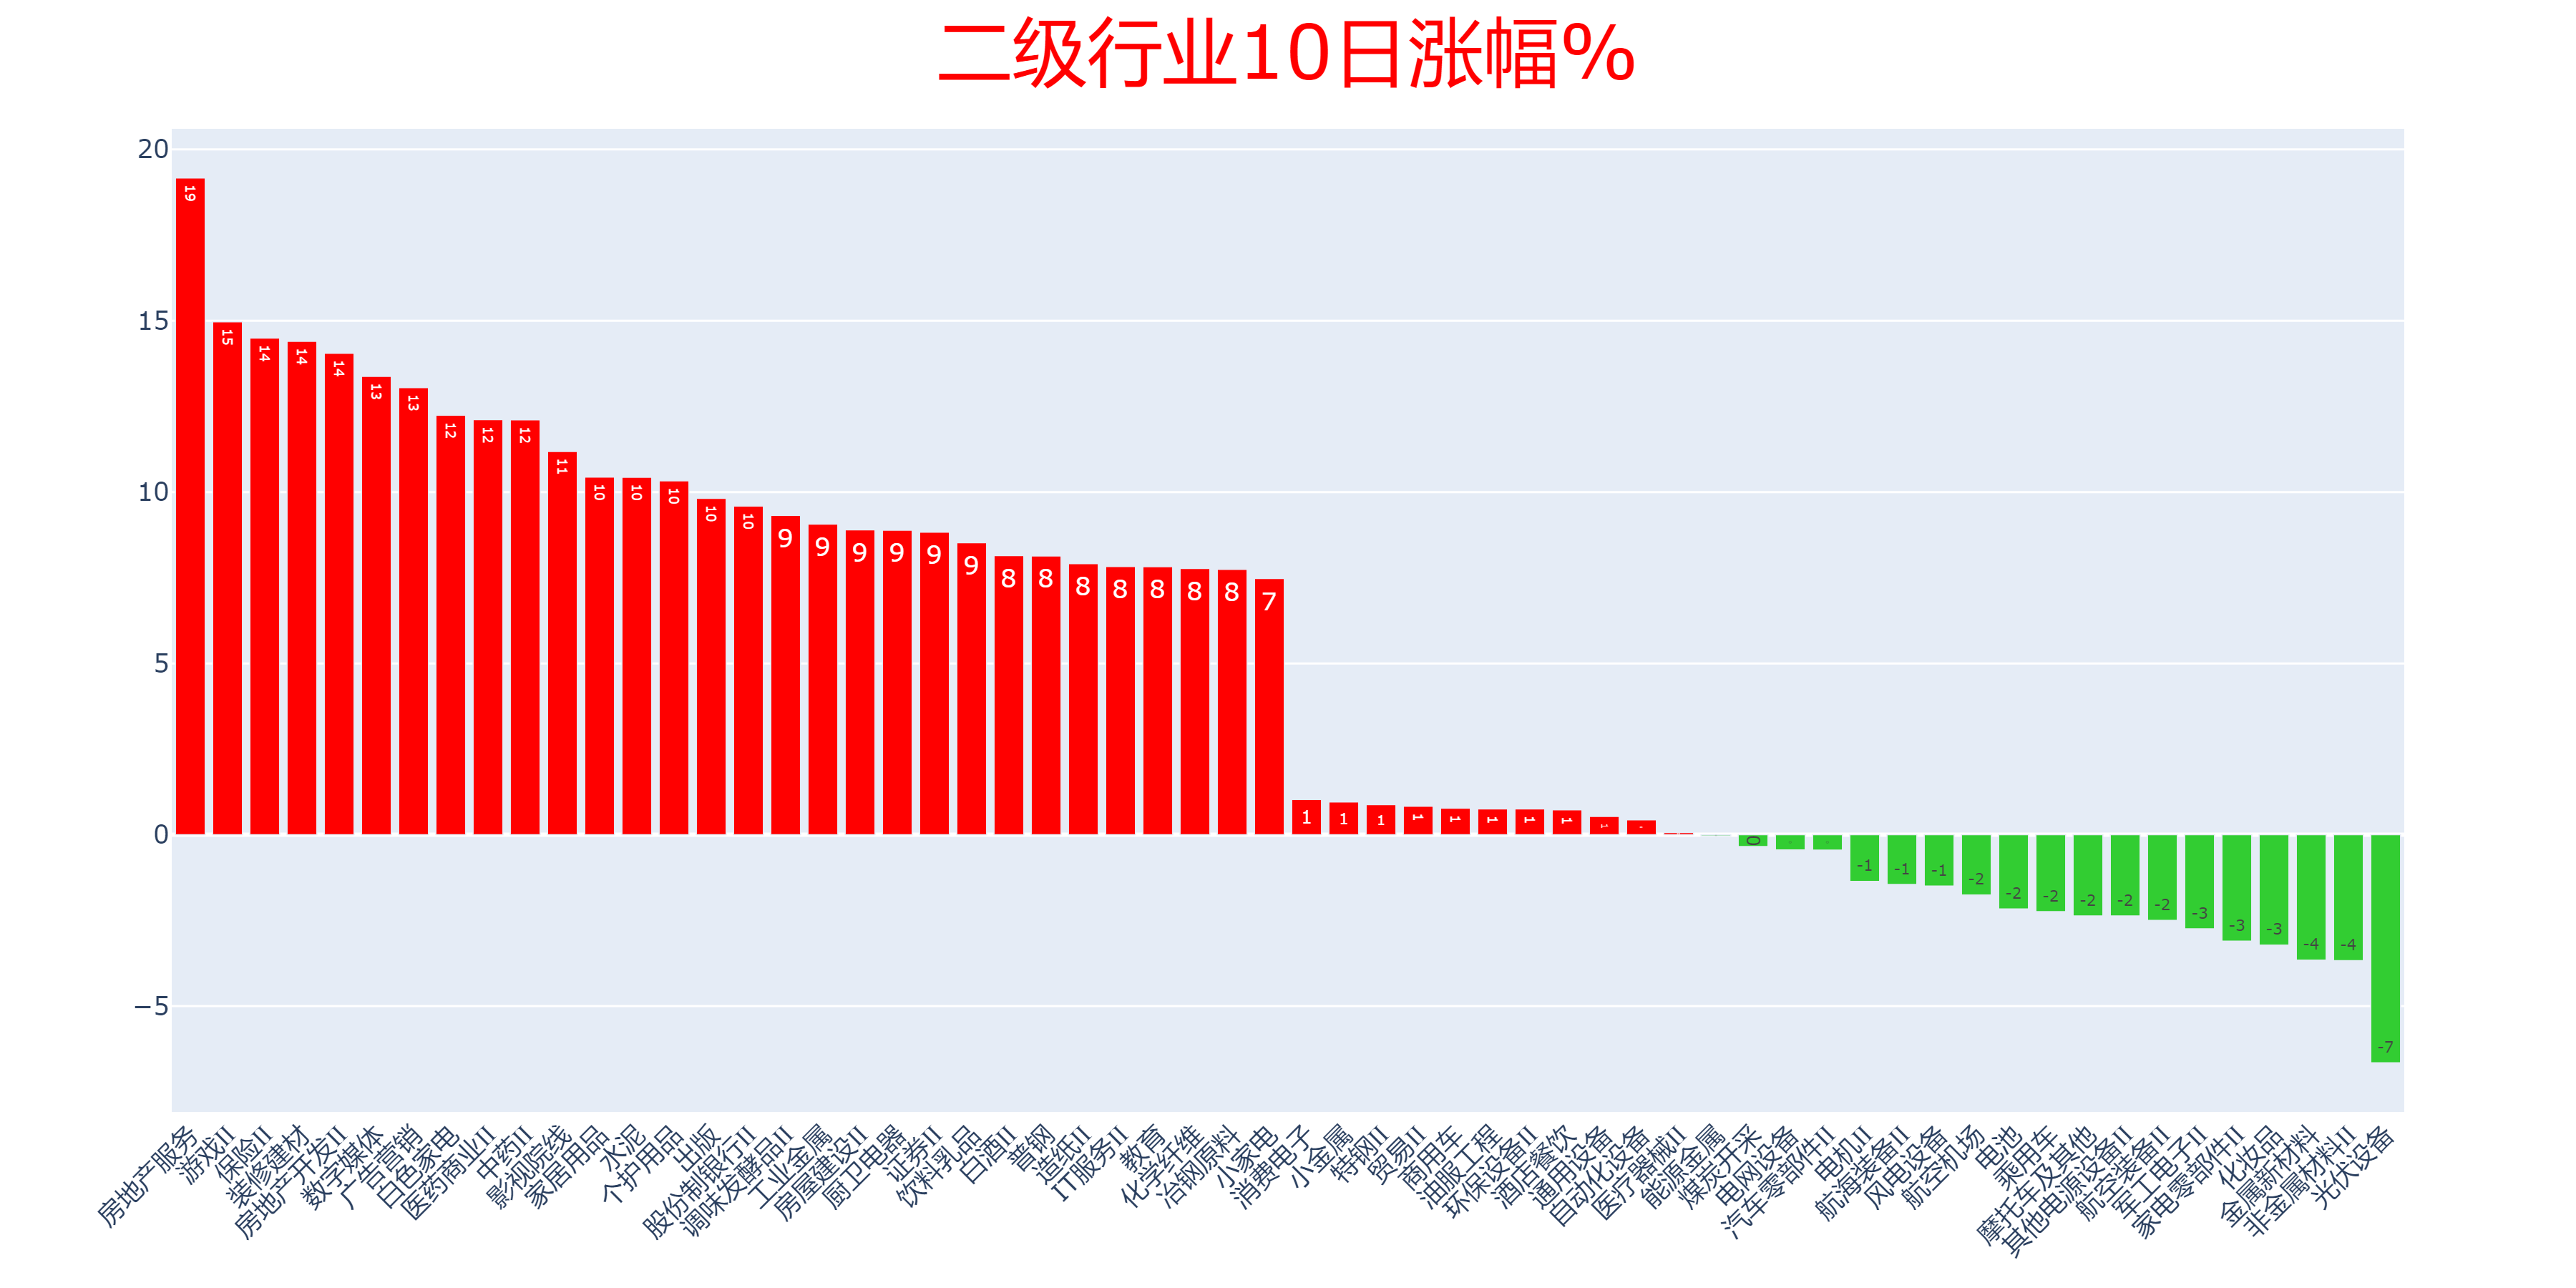 二级行业10日涨幅%
20
15
10
5
0
−5
19
15
14
14
14
13
13
12
12
12
11
10
10
10
10
10
9
9
9
9
9
9
8
8
8
8
8
8
8
7
1
1
1
1
1
1
1
1
1
0
-1
-1
-1
-2
-2
-2
-2
-2
-2
-3
-3
-3
-4
-4
-7
房地产服务
游戏II
保险II
装修建材
房地产开发II
数字媒体
广告营销
白色家电
医药商业II
中药II
影视院线
家居用品
水泥
个护用品
出版
股份制银行II
调味发酵品II
工业金属
房屋建设II
厨卫电器
证券II
饮料乳品
白酒II
普钢
造纸II
IT服务II
教育
化学纤维
冶钢原料
小家电
消费电子
小金属
特钢II
贸易II
商用车
油服工程
环保设备II
酒店餐饮
通用设备
自动化设备
医疗器械II
能源金属
煤炭开采
电网设备
汽车零部件II
电机II
航海装备II
风电设备
航空机场
电池
乘用车
摩托车及其他
其他电源设备II
航空装备II
军工电子II
家电零部件II
化妆品
金属新材料
非金属材料II
光伏设备